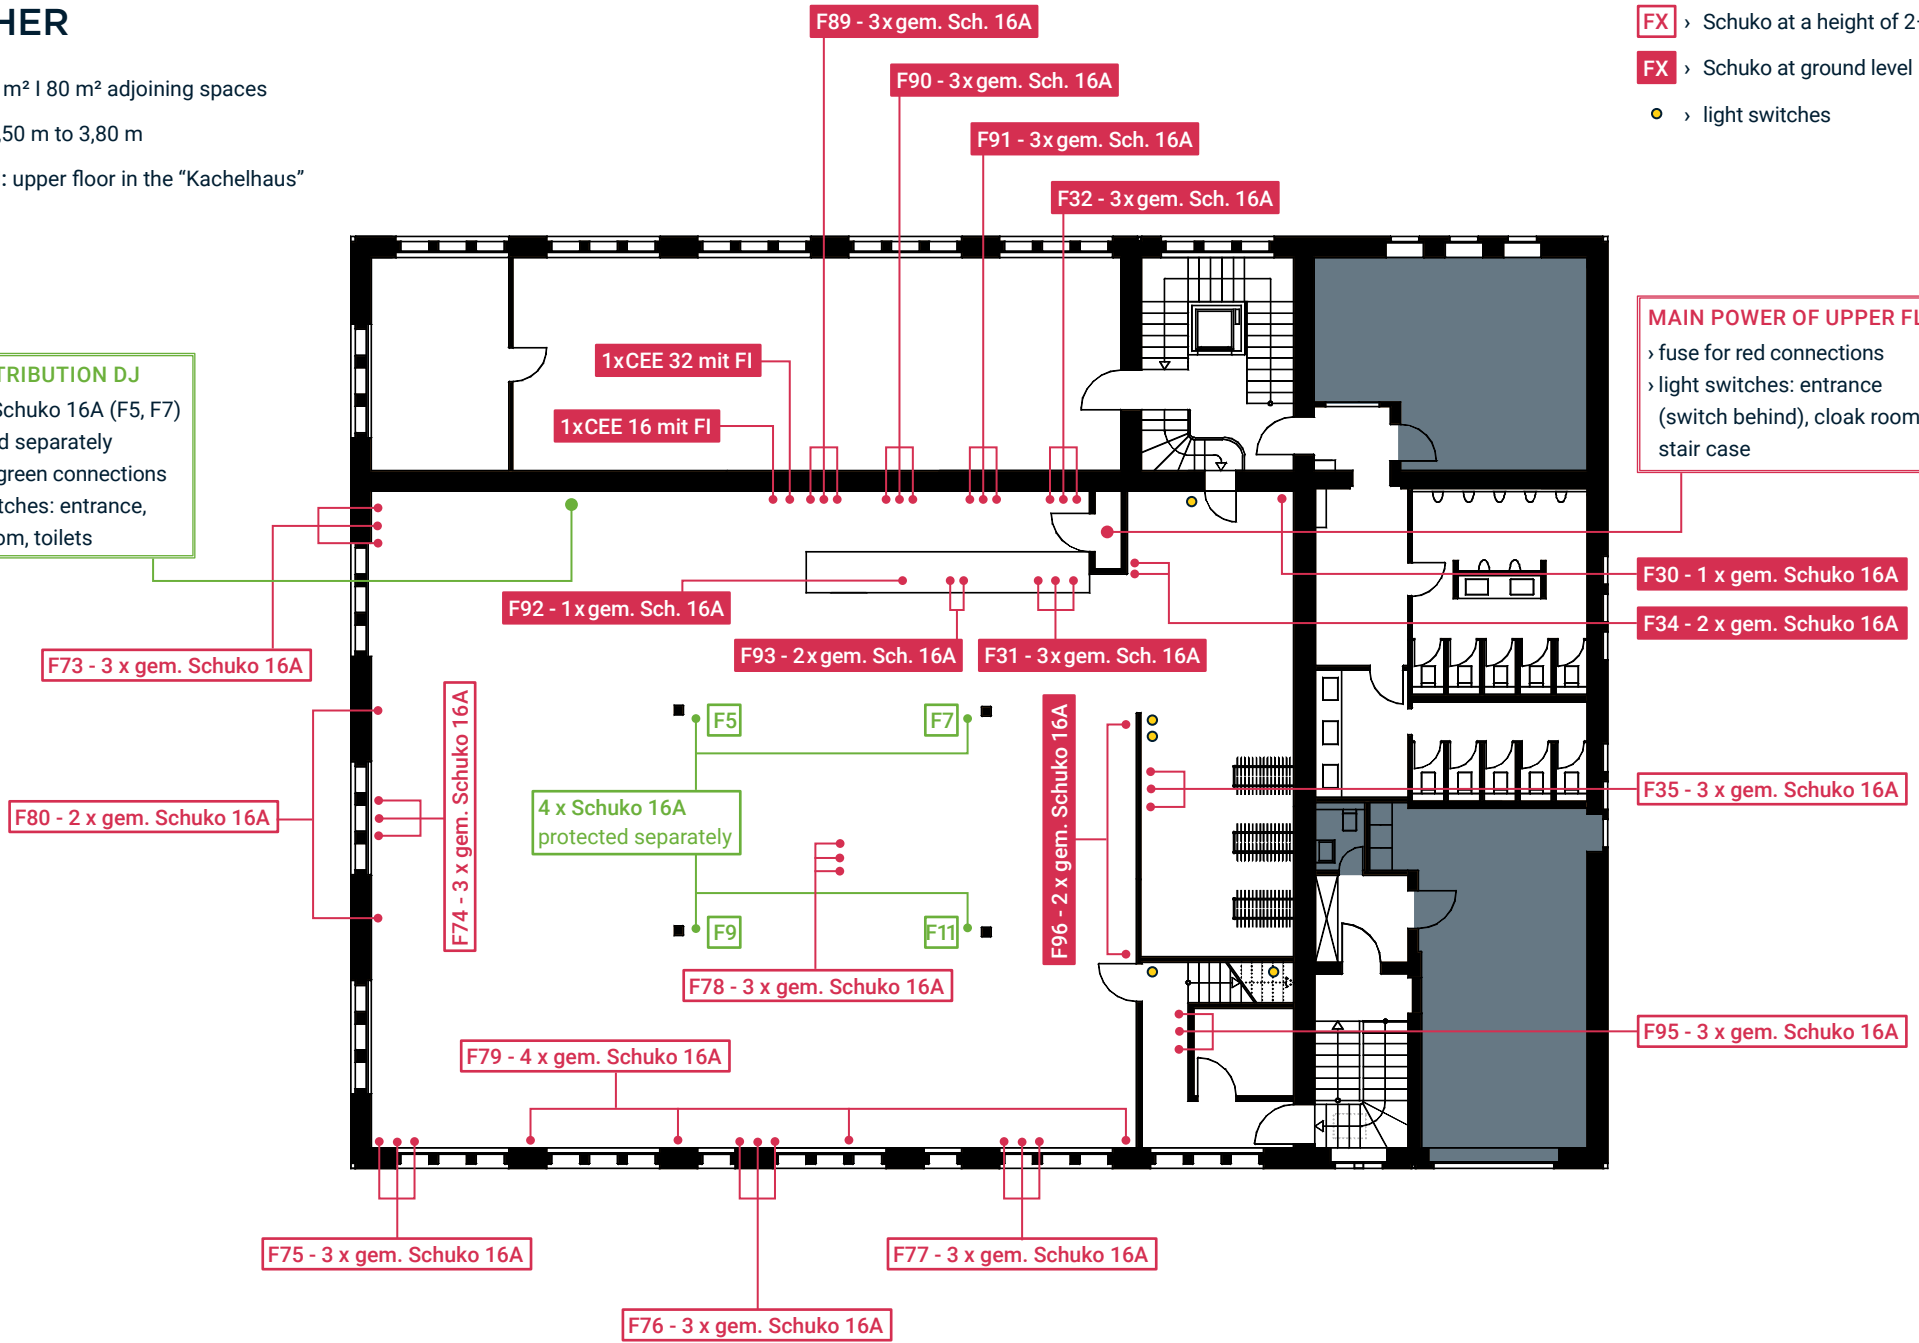 HER
m² I 80 m² adjoining spaces
,50 m to 3,80 m
: upper floor in the “Kachelhaus”
FX › Schuko at a height of 2
FX › Schuko at ground level
› light switches
F89 - 3x gem. Sch. 16A
F90 - 3x gem. Sch. 16A
F91 - 3x gem. Sch. 16A
F32 - 3x gem. Sch. 16A
1xCEE 32 mit FI
1xCEE 16 mit FI
TRIBUTION DJ
Schuko 16A (F5, F7)
d separately
green connections
tches: entrance,
om, toilets
MAIN POWER OF UPPER FL
› fuse for red connections
› light switches: entrance
(switch behind), cloak room
stair case
F92 - 1x gem. Sch. 16A
F93 - 2x gem. Sch. 16A
F31 - 3x gem. Sch. 16A
F30 - 1 x gem. Schuko 16A
F34 - 2 x gem. Schuko 16A
F73 - 3 x gem. Schuko 16A
F74 - 3 x gem. Schuko 16A
F80 - 2 x gem. Schuko 16A
F5
F7
4 x Schuko 16A
protected separately
F9
F11
F96 - 2 x gem. Schuko 16A
F35 - 3 x gem. Schuko 16A
F78 - 3 x gem. Schuko 16A
F95 - 3 x gem. Schuko 16A
F79 - 4 x gem. Schuko 16A
F75 - 3 x gem. Schuko 16A
F77 - 3 x gem. Schuko 16A
F76 - 3 x gem. Schuko 16A